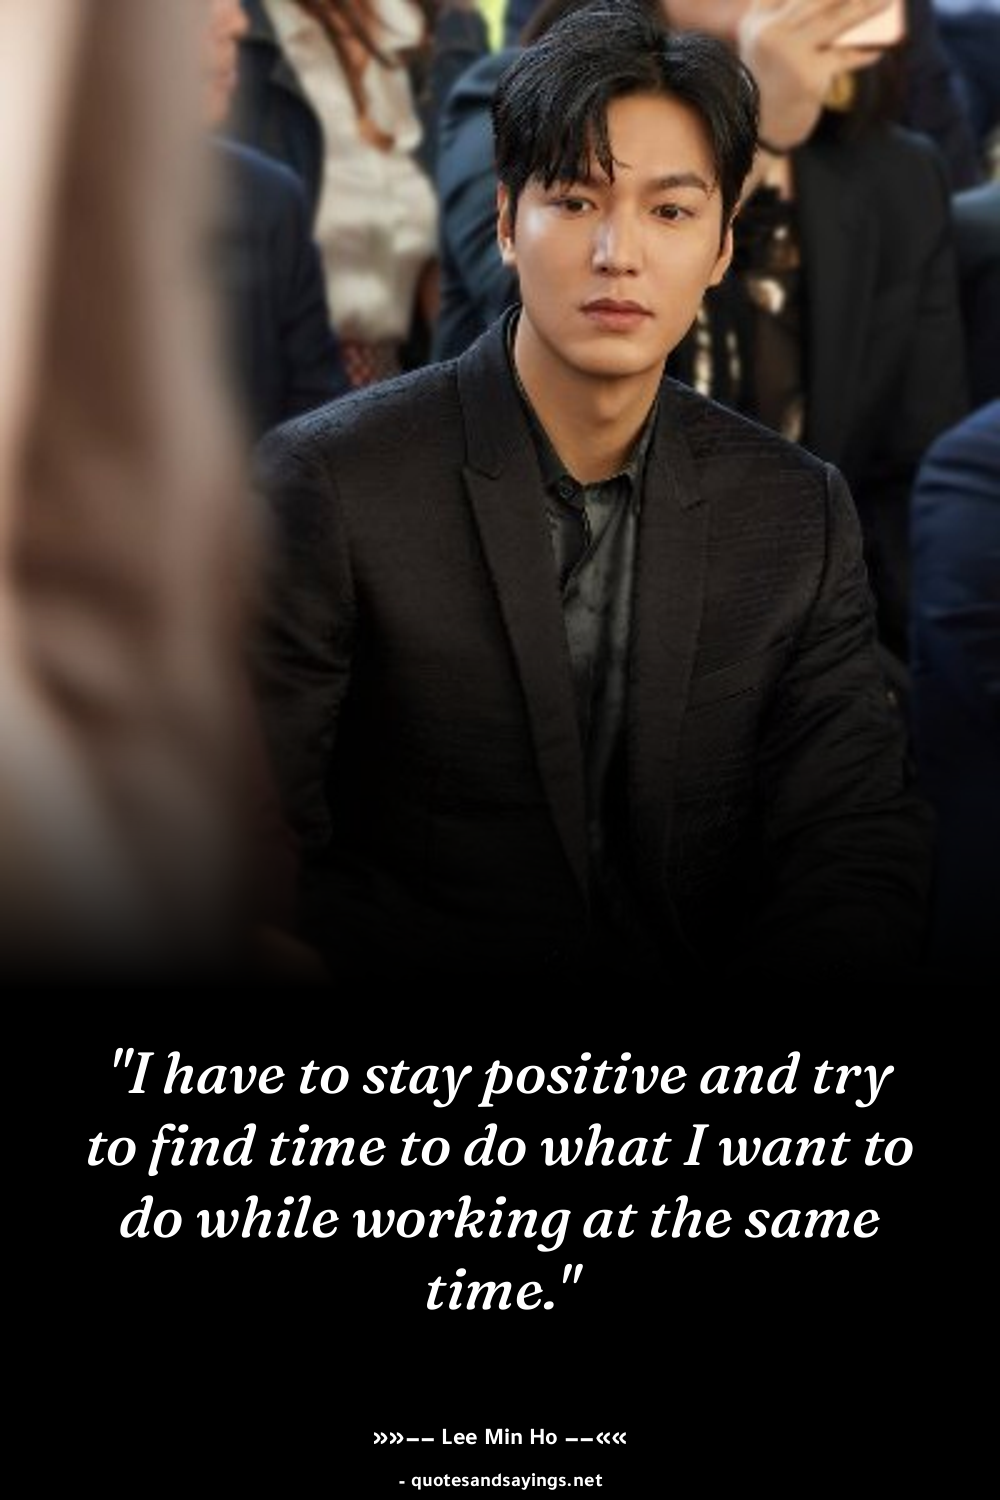 "I have to stay positive and try
to find time to do what I want to
do while working at the same
time."
»»–– Lee Min Ho ––««
- quotesandsayings.net